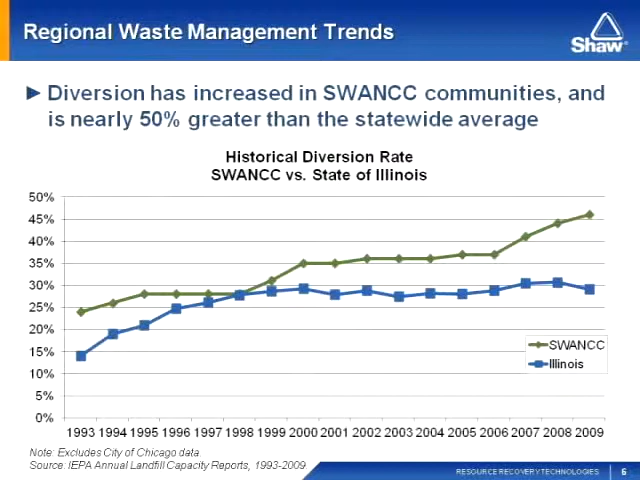 Regional Waste Management Trends
Shaw®
► Diversion has increased in SWANCC communities, and
is nearly 50% greater than the statewide average
Historical Diversion Rate
SWANCC vs. State of Illinois
50%
45%
40%
35%
30%
25%
20%
15%
10%
5%
0%
SWANCC
Illinois
1993 1994 1995 1996 1997 1998 1999 2000 2001 2002 2003 2004 2005 2006 2007 2008 2009
Note: Excludes City of Chicago data.
Source: IEPA Annual Landfill Capacity Reports, 1993-2009.
RESOURCE RECOVERY TECHNOLOGIES 6